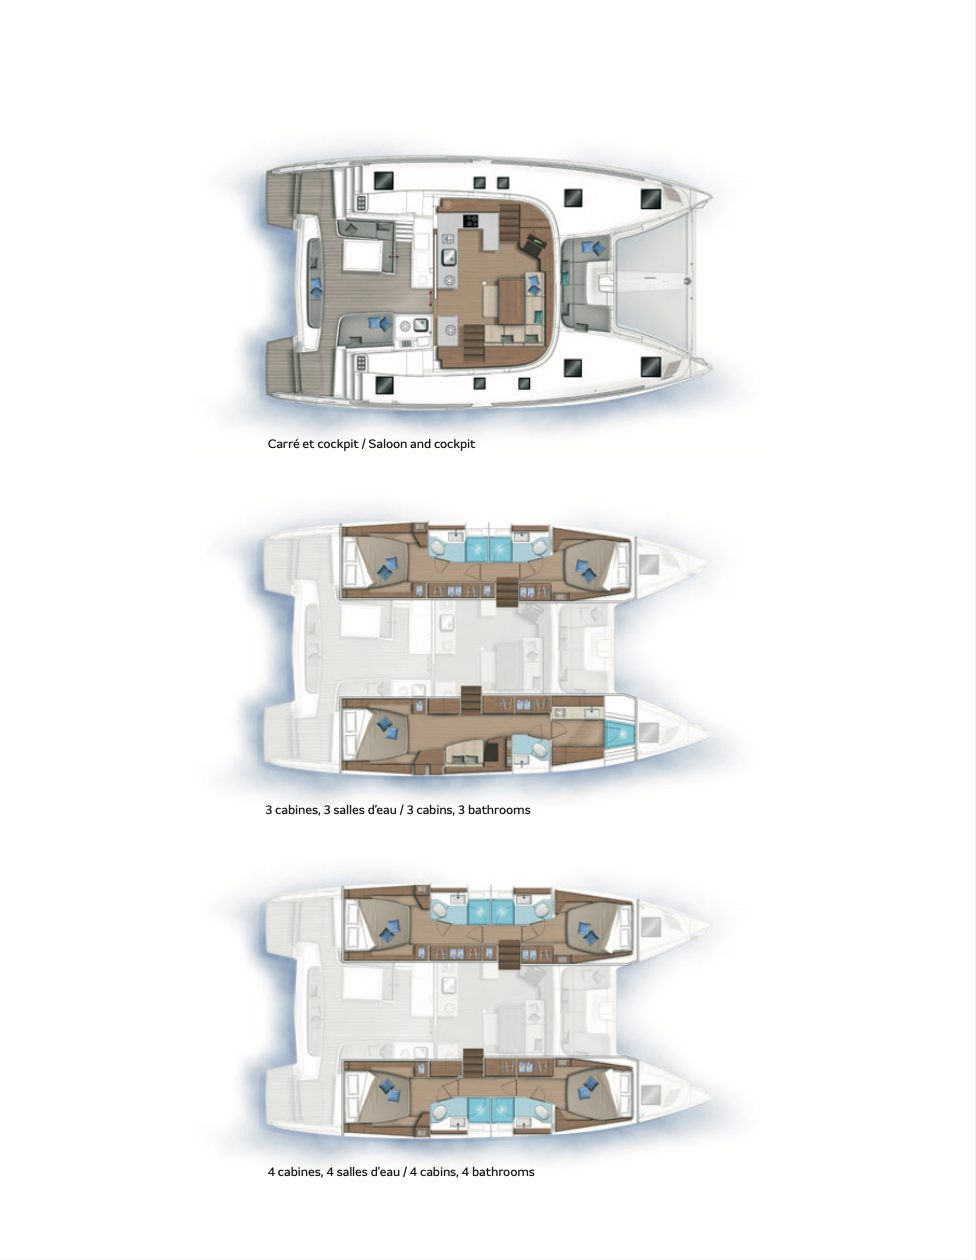 Carré et cockpit / Saloon and cockpit
3 cabines, 3 salles d'eau / 3 cabins, 3 bathrooms
4 cabines, 4 salles d'eau / 4 cabins, 4 bathrooms